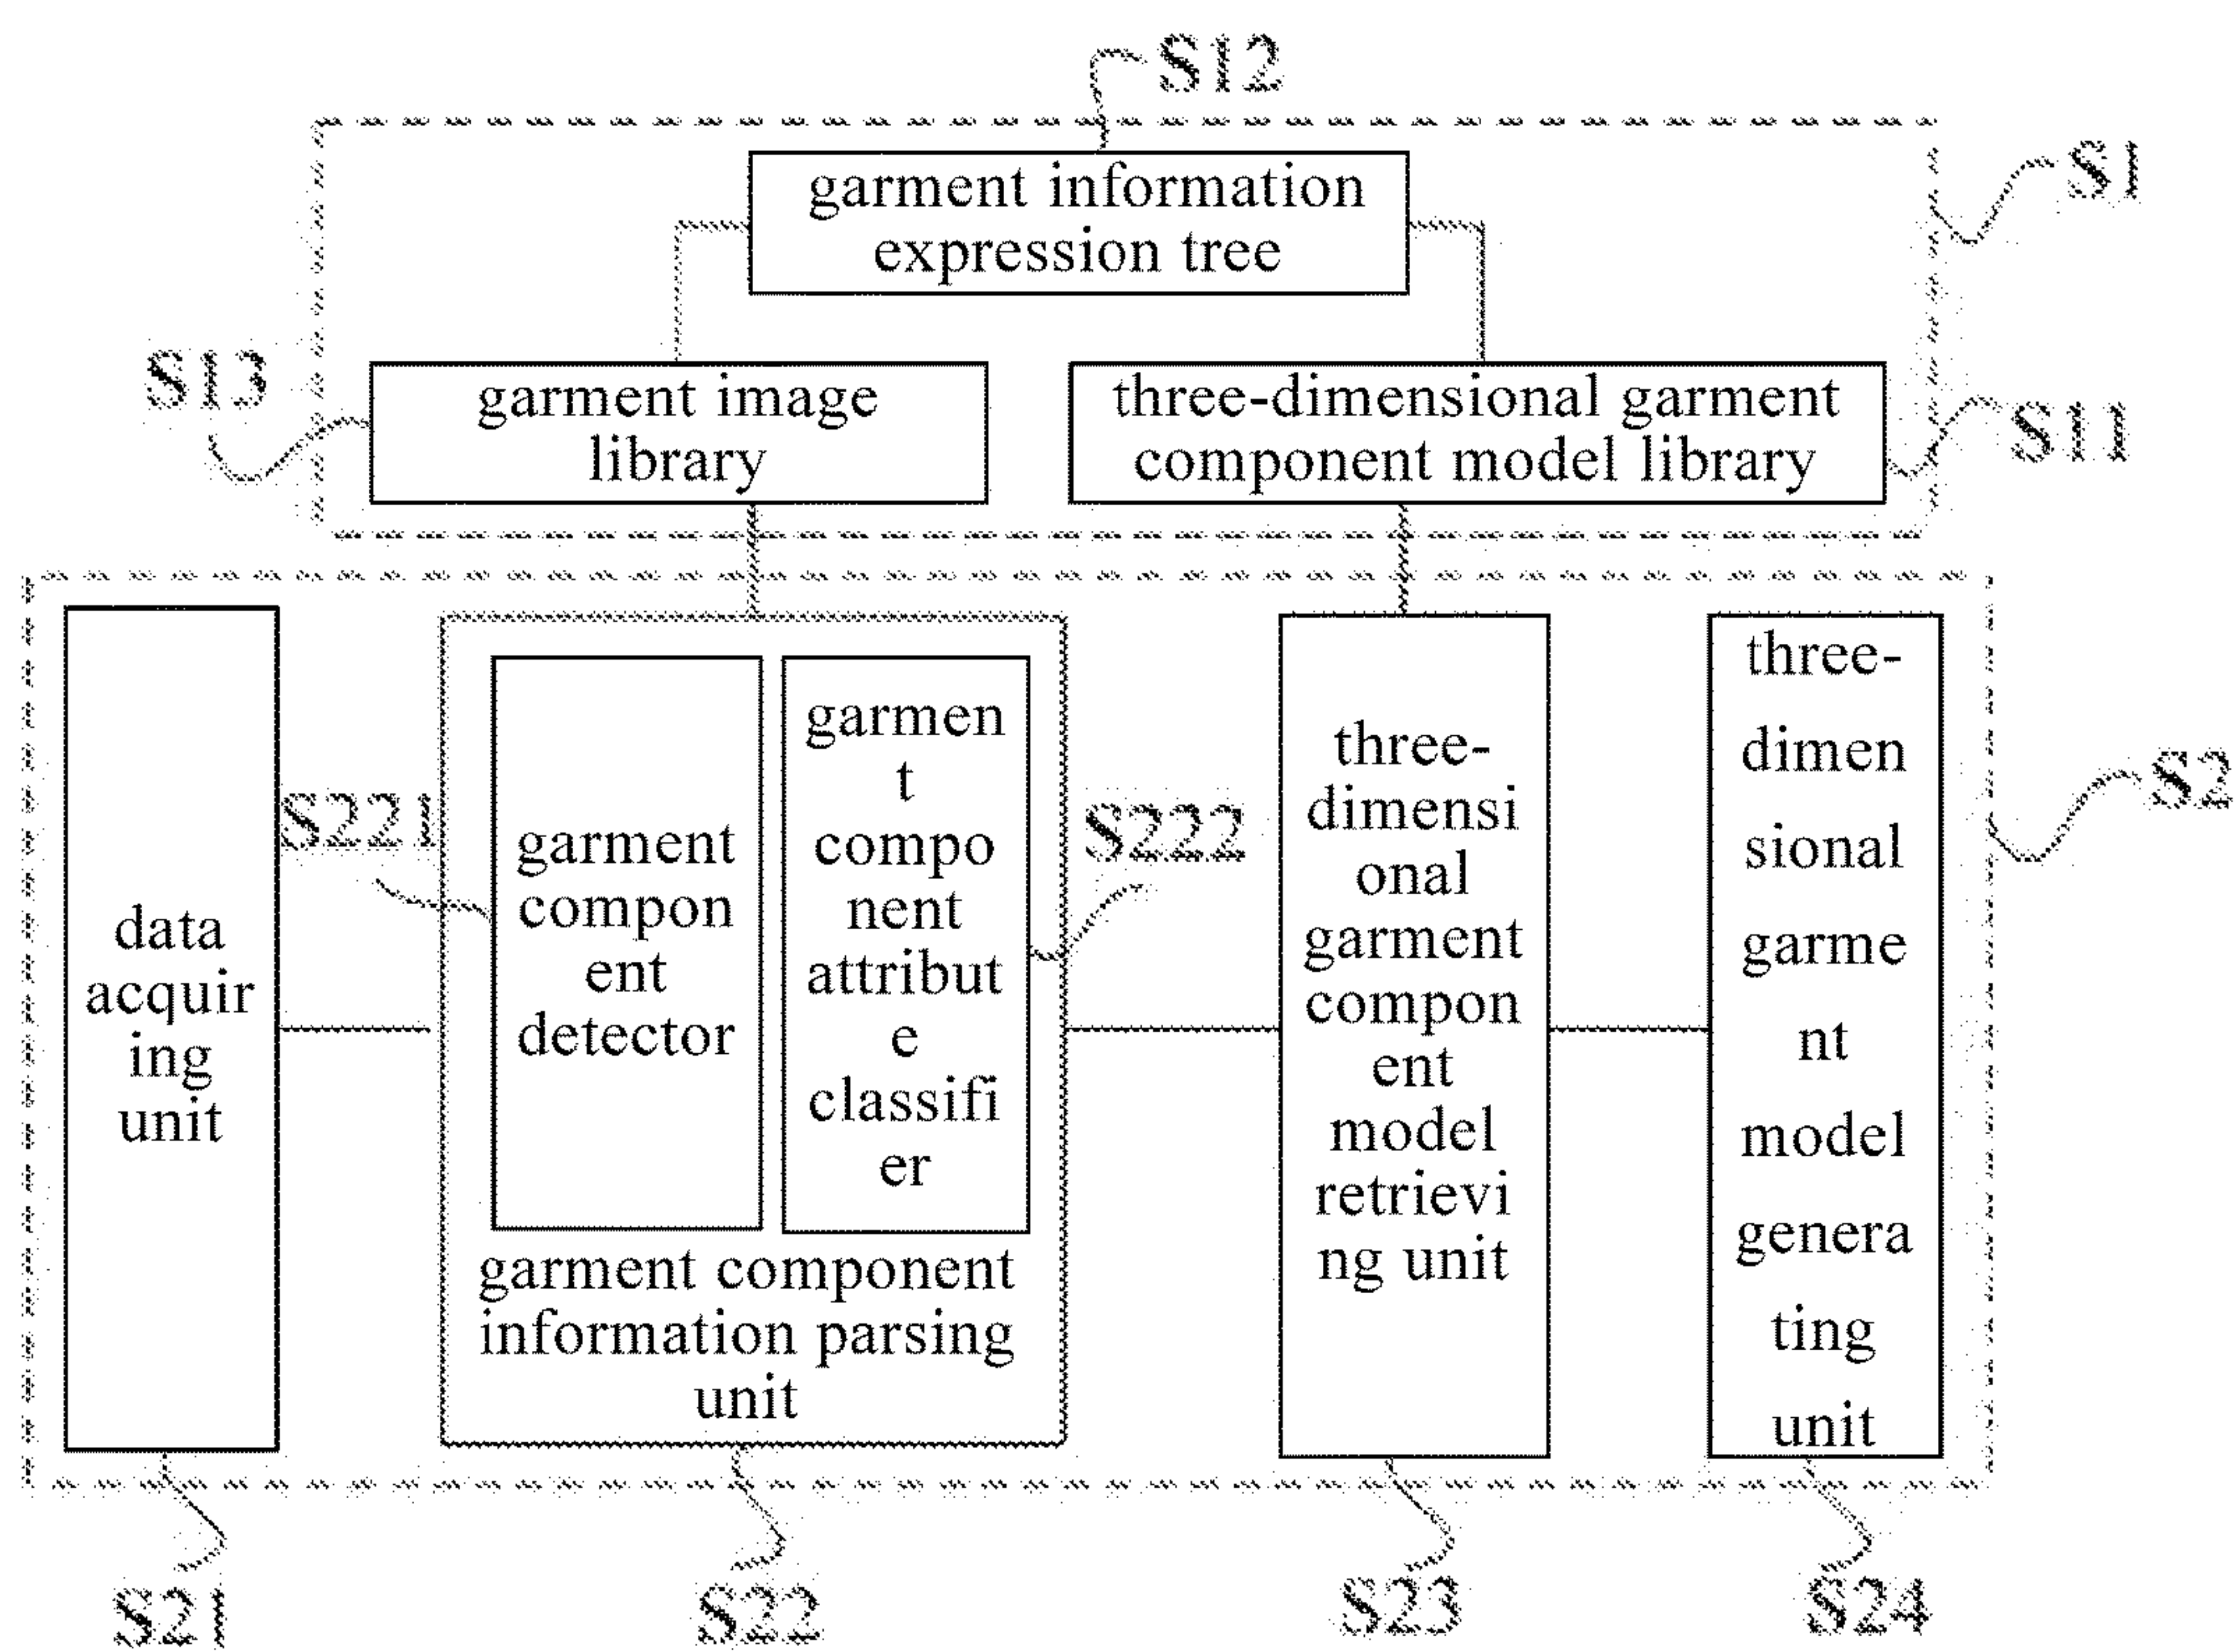 S12
S1
garment information
expression tree
S13
garment image
library
three-dimensional garment
component model library
S11
data
acquir
ing
unit
S221
garment
compon
ent
detector
garmen
t
compo
nent
attribut
e
classifi
er
S222
garment component
information parsing
unit
three-
dimensi
onal
garment
compon
ent
model
retrievi
ng unit
three-
dimen
sional
garme
nt
model
genera
ting
unit
S2
S21
S22
S23
S24